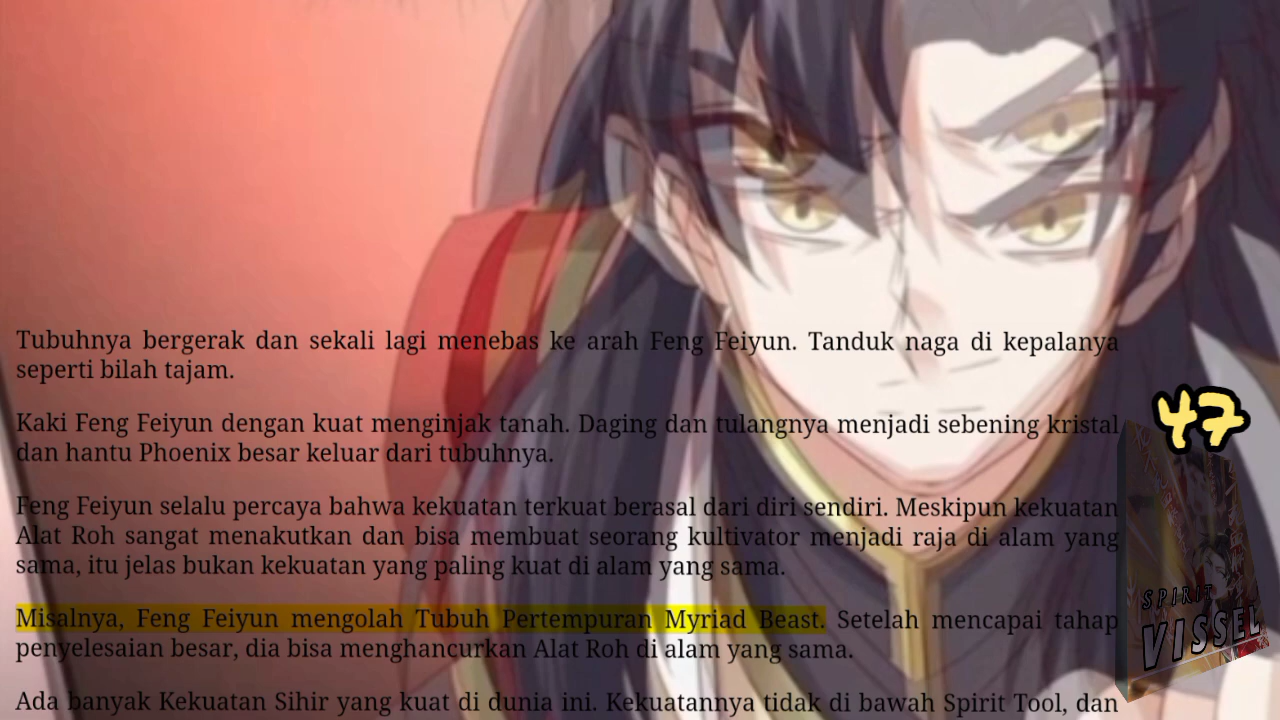 Tubuhnya bergerak dan sekali lagi menebas ke arah Feng Feiyun. Tanduk naga di kepalanya
seperti bilah tajam.
Kaki Feng Feiyun dengan kuat menginjak tanah. Daging dan tulangnya menjadi sebening kristal
dan hantu Phoenix besar keluar dari tubuhnya.
Feng Feiyun selalu percaya bahwa kekuatan terkuat berasal dari diri sendiri. Meskipun kekuatan
Alat Roh sangat menakutkan dan bisa membuat seorang kultivator menjadi raja di alam yang
sama, itu jelas bukan kekuatan yang paling kuat di alam yang sama.
Misalnya, Feng Feiyun mengolah Tubuh Pertempuran Myriad Beast. Setelah mencapai tahap
penyelesaian besar, dia bisa menghancurkan Alat Roh di alam yang sama.
Ada banyak Kekuatan Sihir yang kuat di dunia ini. Kekuatannya tidak di bawah Spirit Tool, dan
47
SPIRIT
VISSEL